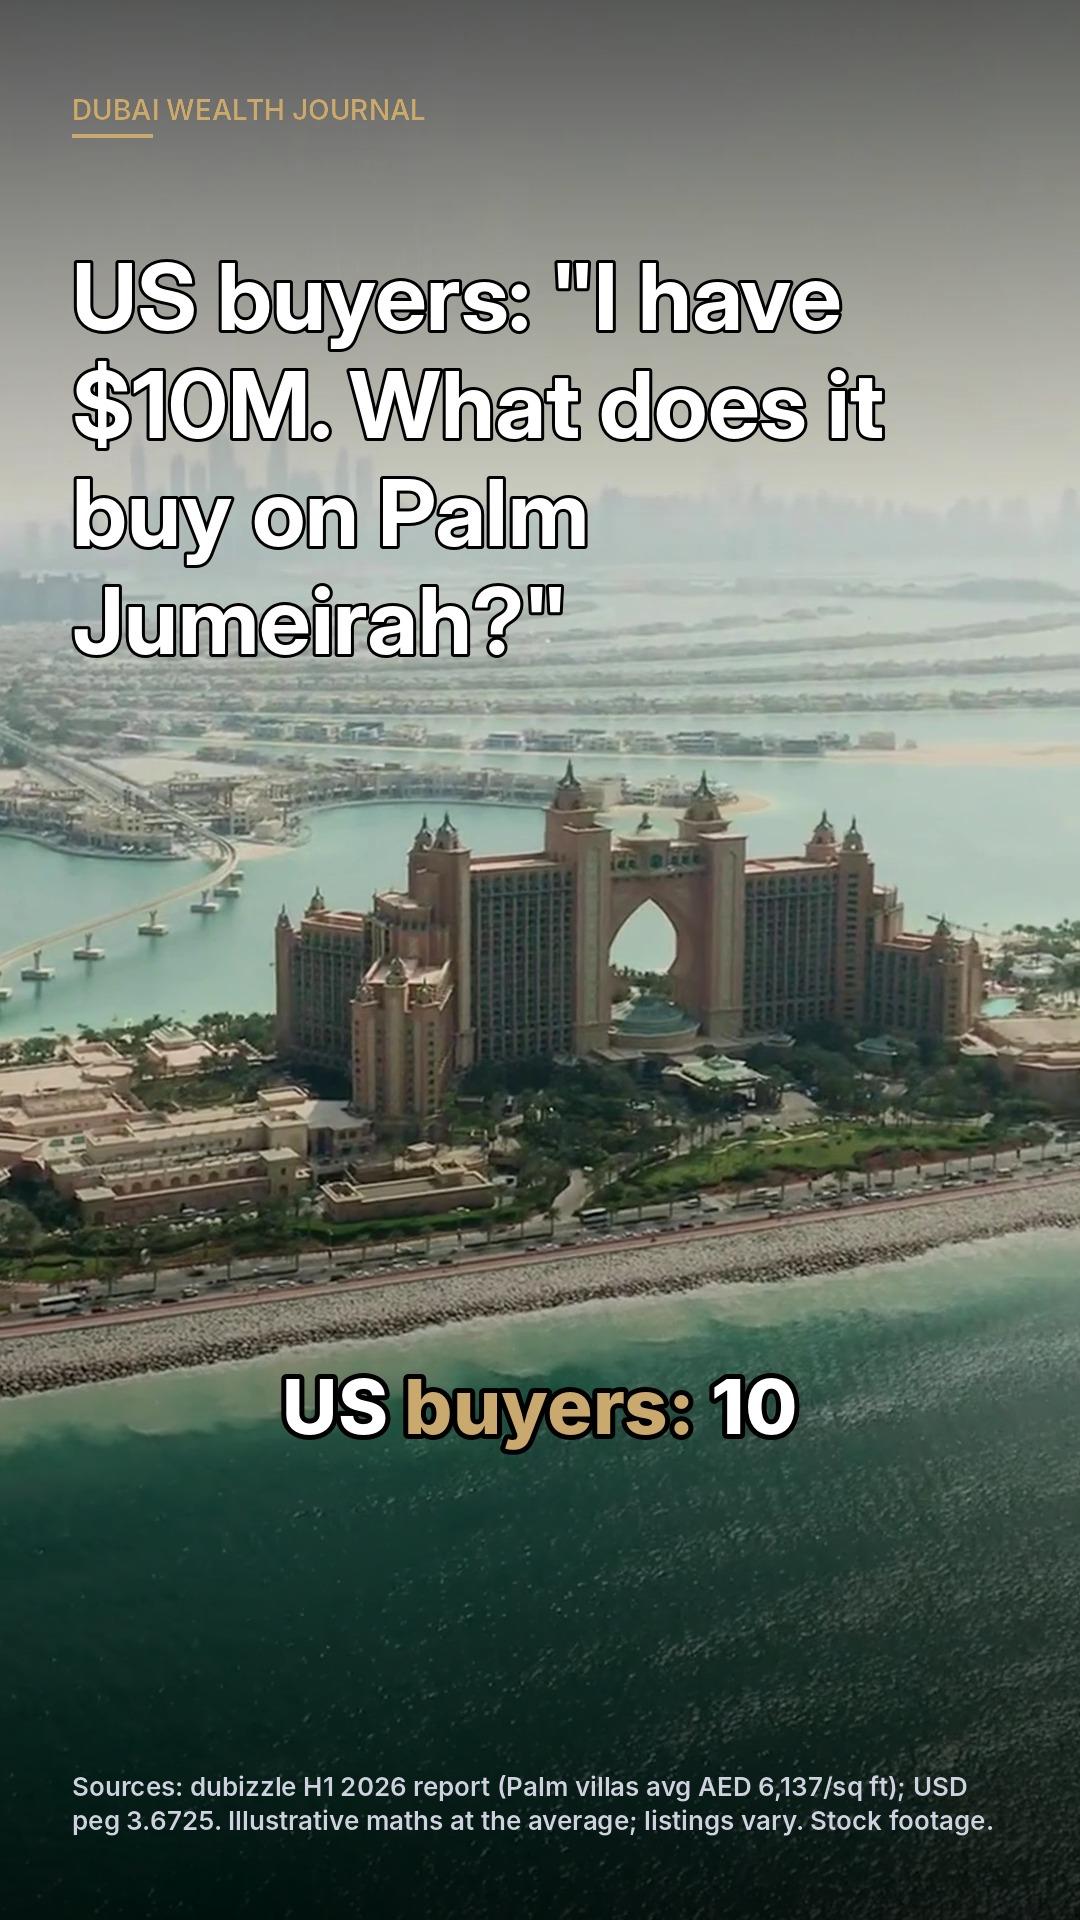 DUBAI WEALTH JOURNAL
US buyers: "I have
$10M. What does it
buy on Palm
Jumeirah?"
US buyers: 10
Sources: dubizzle H1 2026 report (Palm villas avg AED 6,137/sq ft); USD
peg 3.6725. Illustrative maths at the average; listings vary. Stock footage.